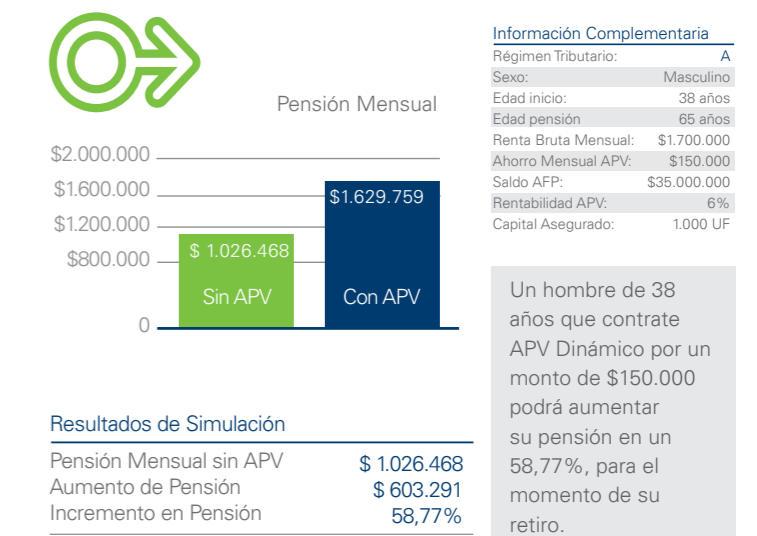 Pensión Mensual
$2.000.000
$1.600.000
$1200.000
$800.000
0
$ 1.026.468
Sin APV
$1.629.759
Con APV
Resultados de Simulación
Pensión Mensual sin APV $ 1.026.468
Aumento de Pensión $ 603.291
Incremento en Pensión 58,77%
Información Complementaria
Régimen Tributario: A
Sexo: Masculino
Edad inicio: 38 años
Edad pensión 65 años
Renta Bruta Mensual: $1.700.000
Ahorro Mensual APV: $150.000
Saldo AFP: $35.000.000
Rentabilidad APV: 6%
Capital Asegurado: 1.000 UF
Un hombre de 38
años que contrate
APV Dinámico por un
monto de $150.000
podrá aumentar
su pensión en un
58,77%, para el
momento de su
retiro.